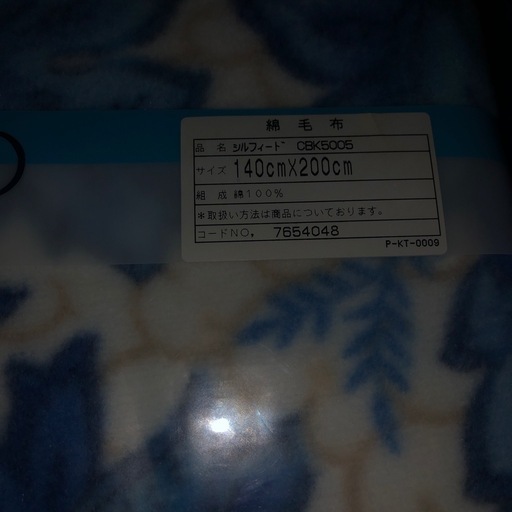 綿毛布
品名 シルフィード CBK5005
サイズ 140cmX200cm
組成 綿100%
＊取扱い方法は商品についております。
コードNO. 7654048
P-KT-0009